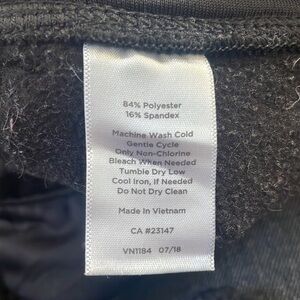 84% Polyester
16% Spandex
Machine Wash Cold
Gentle Cycle
Only Non-Chlorine
Bleach When Needed
Tumble Dry Low
Cool Iron, If Needed
Do Not Dry Clean
Made In Vietnam
CA #23147
VN1184 07/18